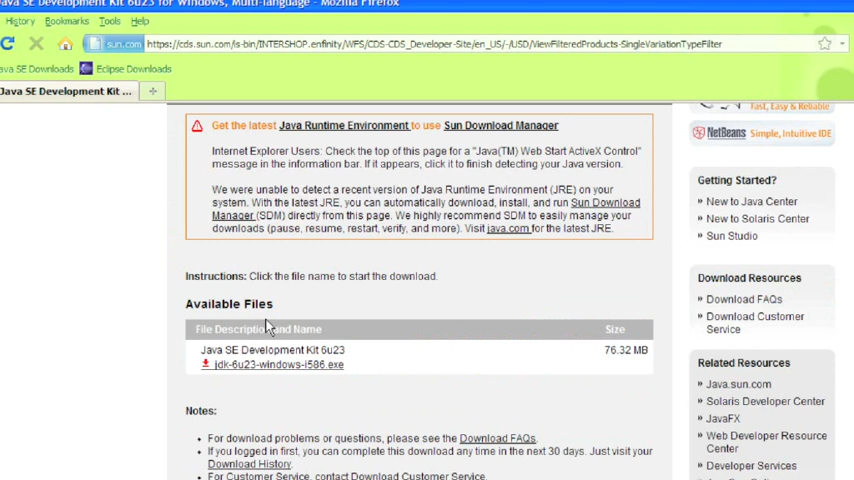 Java SE Development Kit 6u23 for Windows, Multi-language - Mozilla Firefox
History Bookmarks Tools Help
sun.com https://cds.sun.com/is-bin/INTERSHOP.enfinity/WFS/CDS-CDS_Developer-Site/en_US/-/USD/ViewFilteredProducts-SingleVariationTypeFilter
ava SE Downloads Eclipse Downloads
Java SE Development Kit ...
Get the latest Java Runtime Environment to use Sun Download Manager
Internet Explorer Users: Check the top of this page for a "Java(TM) Web Start ActiveX Control"
message in the information bar. If it appears, click it to finish detecting your Java version.
We were unable to detect a recent version of Java Runtime Environment (JRE) on your
system. With the latest JRE, you can automatically download, install, and run Sun Download
Manager (SDM) directly from this page. We highly recommend SDM to easily manage your
downloads (pause, resume, restart, verify, and more). Visit java.com for the latest JRE.
Instructions: Click the file name to start the download.
Available Files
File Description and Name Size
Java SE Development Kit 6u23 76.32 MB
jdk-6u23-windows-i586.exe
Notes:
• For download problems or questions, please see the Download FAQs.
• If you logged in first, you can complete this download any time in the next 30 days. Just visit your
Download History.
• For Customer Service, contact Download Customer Service.
Fast, Easy & Reliable
NetBeans Simple, Intuitive IDE
Getting Started?
» New to Java Center
» New to Solaris Center
» Sun Studio
Download Resources
» Download FAQs
» Download Customer
Service
Related Resources
» Java.sun.com
» Solaris Developer Center
» JavaFX
» Web Developer Resource
Center
» Developer Services